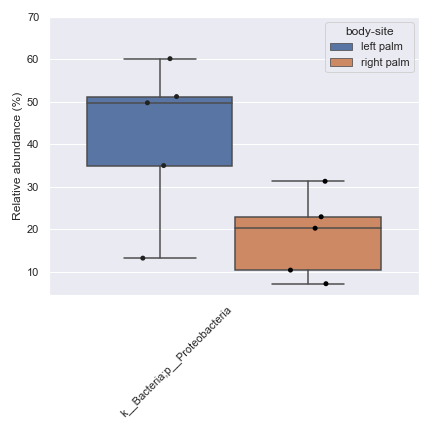 70
60
50
40
30
20
10
Relative abundance (%)
body-site
left palm
right palm
k__Bacteria;p__Proteobacteria